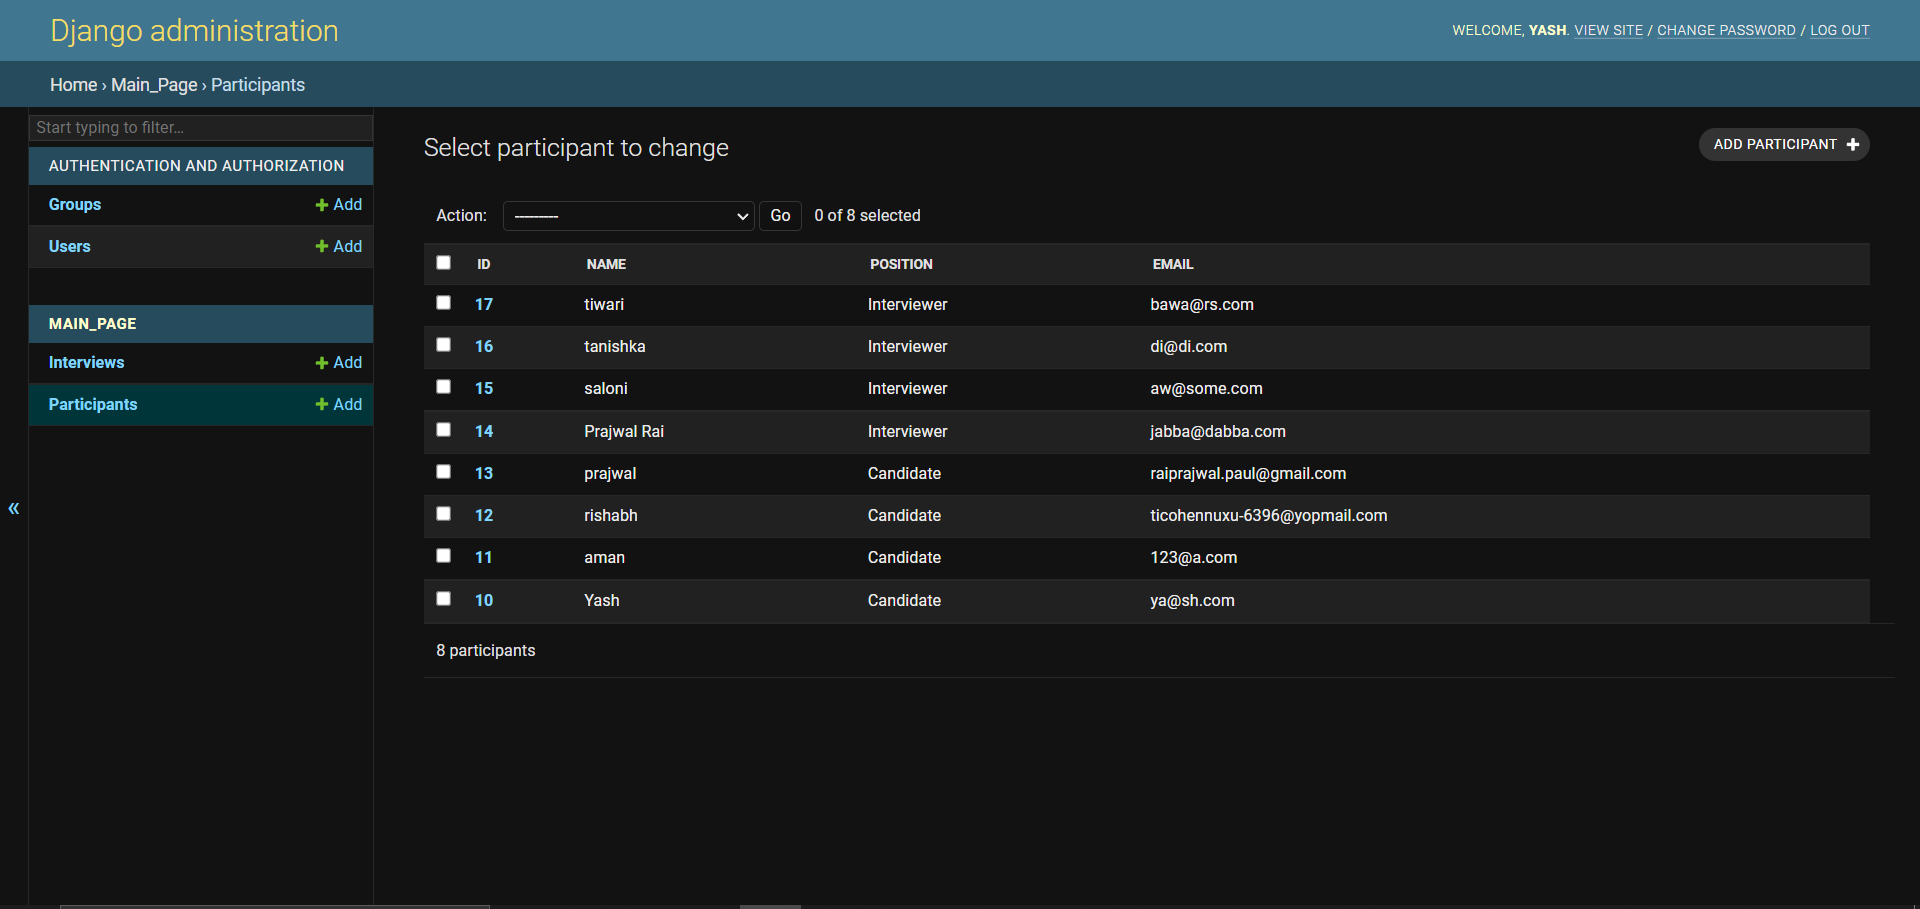 Django administration
WELCOME, YASH. VIEW SITE / CHANGE PASSWORD / LOG OUT
Home › Main_Page › Participants
Start typing to filter...
AUTHENTICATION AND AUTHORIZATION
Groups + Add
Users + Add
MAIN_PAGE
Interviews + Add
Participants + Add
«
Select participant to change
ADD PARTICIPANT +
Action: --------- Go 0 of 8 selected
ID NAME POSITION EMAIL
17 tiwari Interviewer bawa@rs.com
16 tanishka Interviewer di@di.com
15 saloni Interviewer aw@some.com
14 Prajwal Rai Interviewer jabba@dabba.com
13 prajwal Candidate raiprajwal.paul@gmail.com
12 rishabh Candidate ticohennuxu-6396@yopmail.com
11 aman Candidate 123@a.com
10 Yash Candidate ya@sh.com
8 participants